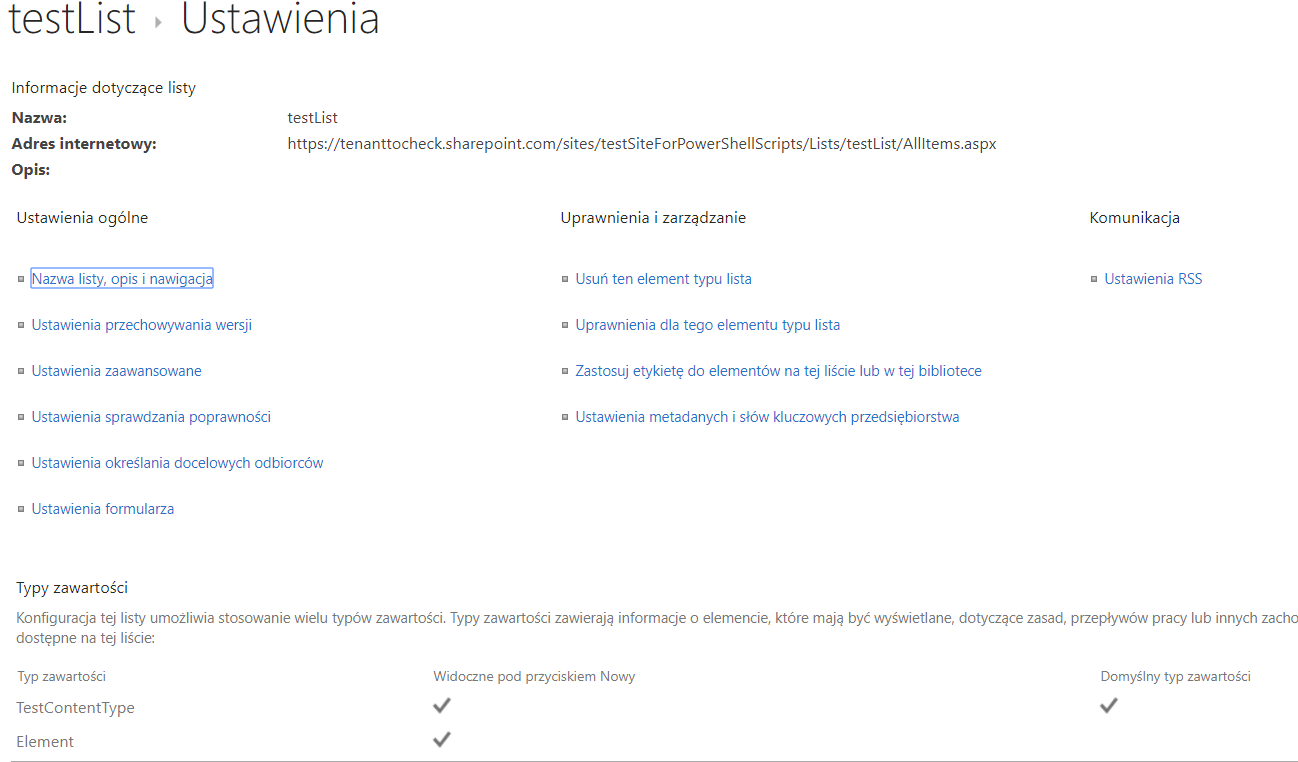 testList ▸ Ustawienia
Informacje dotyczące listy
Nazwa: testList
Adres internetowy: https://tenanttocheck.sharepoint.com/sites/testSiteForPowerShellScripts/Lists/testList/AllItems.aspx
Opis:
Ustawienia ogólne
Nazwa listy, opis i nawigacja
Ustawienia przechowywania wersji
Ustawienia zaawansowane
Ustawienia sprawdzania poprawności
Ustawienia określania docelowych odbiorców
Ustawienia formularza
Uprawnienia i zarządzanie
Usuń ten element typu lista
Uprawnienia dla tego elementu typu lista
Zastosuj etykietę do elementów na tej liście lub w tej bibliotece
Ustawienia metadanych i słów kluczowych przedsiębiorstwa
Komunikacja
Ustawienia RSS
Typy zawartości
Konfiguracja tej listy umożliwia stosowanie wielu typów zawartości. Typy zawartości zawierają informacje o elemencie, które mają być wyświetlane, dotyczące zasad, przepływów pracy lub innych zacho
dostępne na tej liście:
Typ zawartości Widoczne pod przyciskiem Nowy Domyślny typ zawartości
TestContentType ✔ ✔
Element ✔